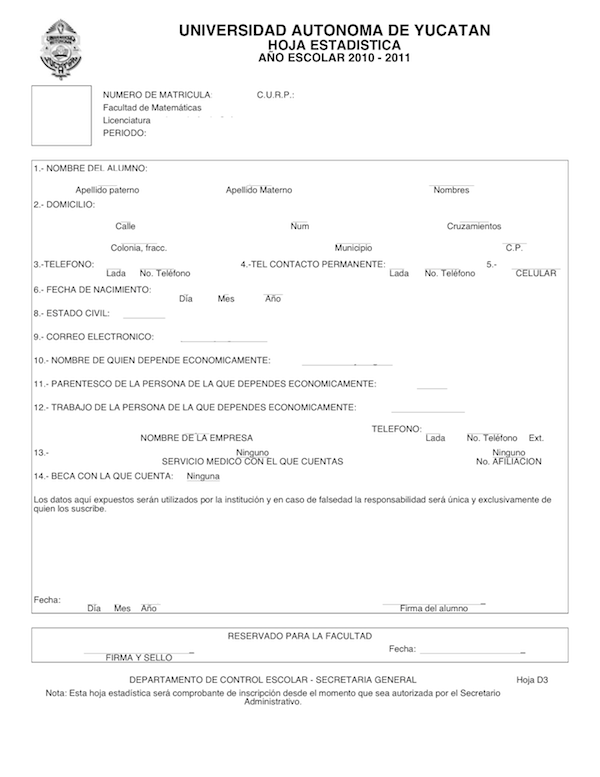 UNIVERSIDAD AUTONOMA DE YUCATAN
HOJA ESTADISTICA
AÑO ESCOLAR 2010 - 2011
NUMERO DE MATRICULA: C.U.R.P.:
Facultad de Matemáticas
Licenciatura
PERIODO:
1.- NOMBRE DEL ALUMNO:
Apellido paterno Apellido Materno Nombres
2.- DOMICILIO:
Calle Num Cruzamientos
Colonia, fracc. Municipio C.P.
3.-TELEFONO: 4.-TEL CONTACTO PERMANENTE: 5.-
Lada No. Teléfono Lada No. Teléfono CELULAR
6.- FECHA DE NACIMIENTO:
Día Mes Año
8.- ESTADO CIVIL:
9.- CORREO ELECTRONICO:
10.- NOMBRE DE QUIEN DEPENDE ECONOMICAMENTE:
11.- PARENTESCO DE LA PERSONA DE LA QUE DEPENDES ECONOMICAMENTE:
12.- TRABAJO DE LA PERSONA DE LA QUE DEPENDES ECONOMICAMENTE:
TELEFONO:
NOMBRE DE LA EMPRESA Lada No. Teléfono Ext.
13.- Ninguno Ninguno
SERVICIO MEDICO CON EL QUE CUENTAS No. AFILIACION
14.- BECA CON LA QUE CUENTA: Ninguna
Los datos aquí expuestos serán utilizados por la institución y en caso de falsedad la responsabilidad será única y exclusivamente de
quien los suscribe.
Fecha:
Día Mes Año Firma del alumno
RESERVADO PARA LA FACULTAD
Fecha:
FIRMA Y SELLO
DEPARTAMENTO DE CONTROL ESCOLAR - SECRETARIA GENERAL Hoja D3
Nota: Esta hoja estadística será comprobante de inscripción desde el momento que sea autorizada por el Secretario
Administrativo.